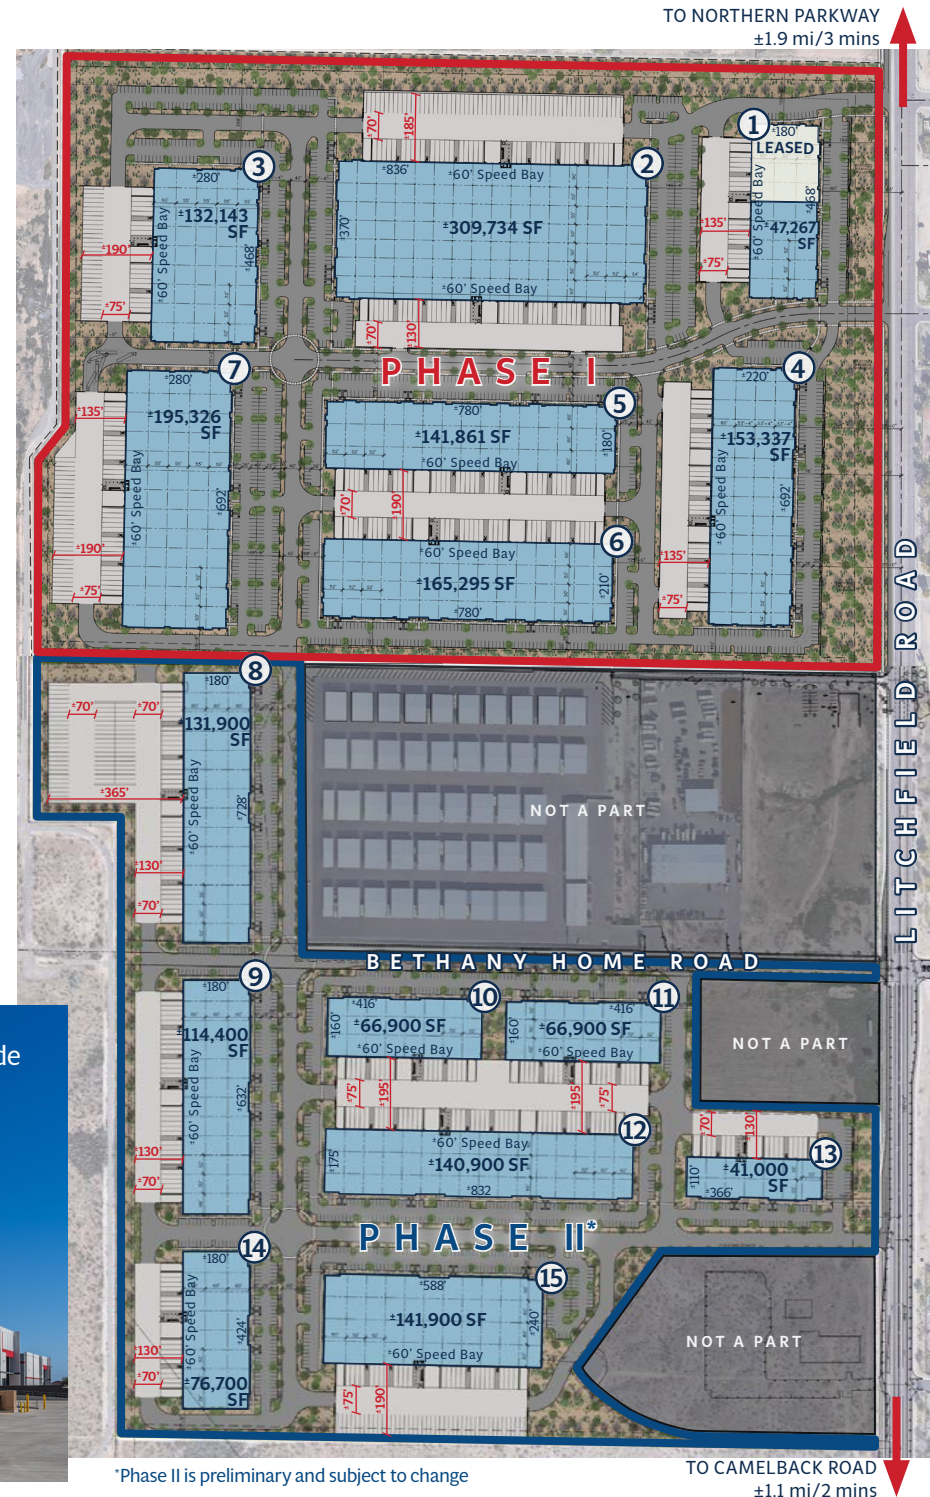 TO NORTHERN PARKWAY
±1.9 mi/3 mins
1
±180'
LEASED
±60' Speed Bay
±468'
±47,267
SF
±135'
±75'
2
±70'
±185'
±836'
±60' Speed Bay
±370'
±309,734 SF
±60' Speed Bay
±70'
±130'
3
±280'
±132,143
SF
±60' Speed Bay
±468'
±190'
±75'
PHASE I
4
±220'
±153,337
SF
±60' Speed Bay
±692'
±135'
±75'
5
±780'
±141,861 SF
±180'
±60' Speed Bay
±70'
±190'
6
±60' Speed Bay
±165,295 SF
±210'
±780'
7
±280'
±135'
±195,326
SF
±60' Speed Bay
±692'
±190'
±75'
LITCHFIELD ROAD
8
±180'
±70'
±70'
131,900
SF
±365'
±60' Speed Bay
±728'
±130'
±70'
NOT A PART
BETHANY HOME ROAD
9
±180'
114,400
SF
±60' Speed Bay
±632'
±130'
±70'
10
±416'
±160'
±66,900 SF
±60' Speed Bay
11
±416'
±160'
±66,900 SF
±60' Speed Bay
NOT A PART
±75'
±195'
±195
±75'
12
±60' Speed Bay
±175'
±140,900 SF
±832
13
±70'
±130'
±110'
±41,000
SF
±366'
PHASE II*
14
±180'
±60' Speed Bay
±424'
±130'
±70'
±76,700
SF
15
±588'
±141,900 SF
±240'
±60' Speed Bay
±75'
±190'
NOT A PART
de
*Phase II is preliminary and subject to change
TO CAMELBACK ROAD
±1.1 mi/2 mins